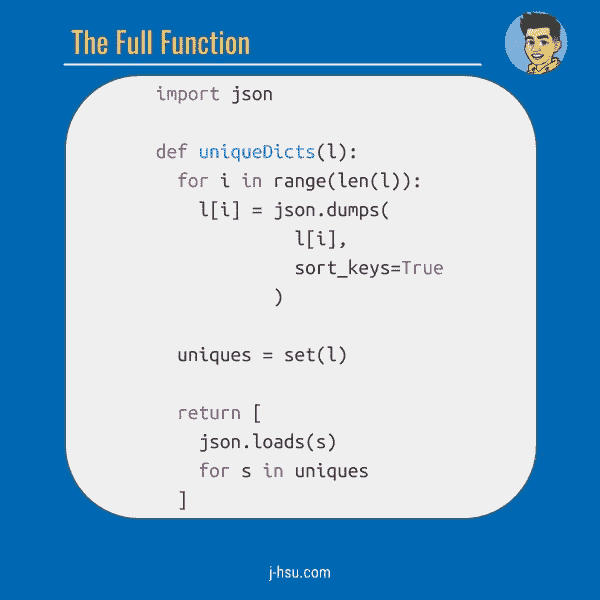 The Full Function
import json
def uniqueDicts(l):
  for i in range(len(l)):
    l[i] = json.dumps(
             l[i],
             sort_keys=True
           )
  uniques = set(l)
  return [
    json.loads(s)
    for s in uniques
  ]
j-hsu.com